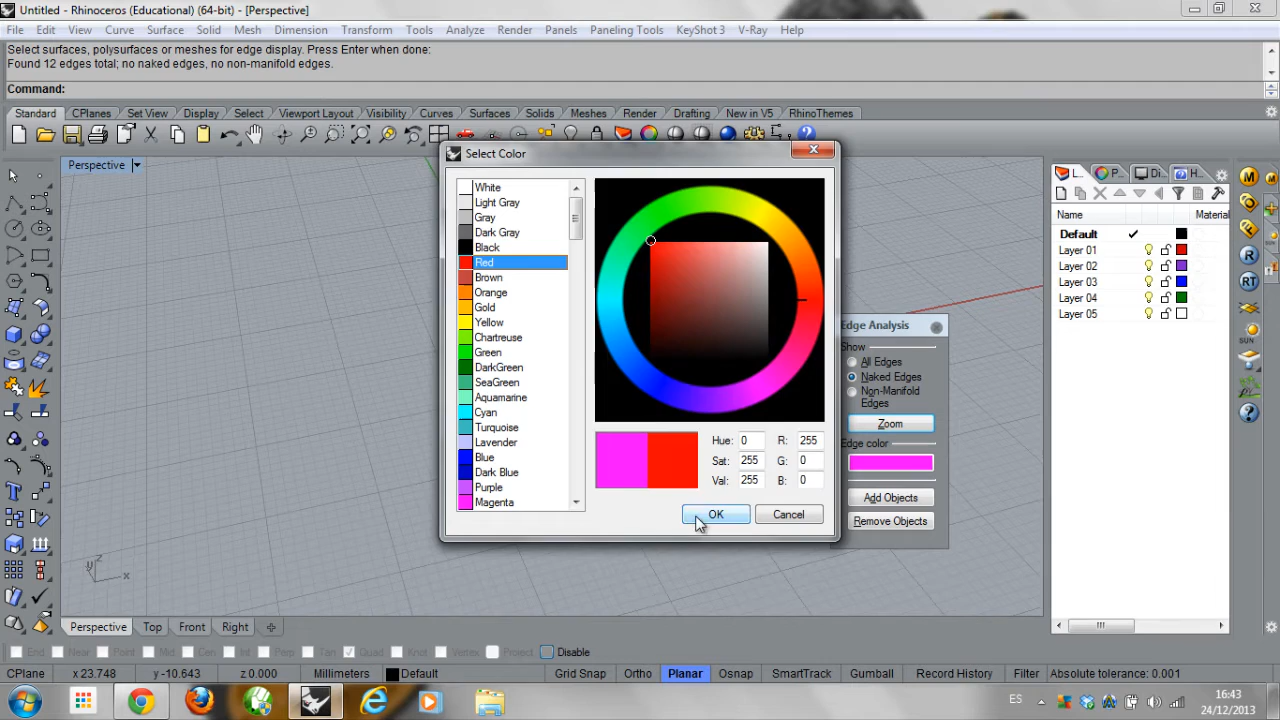 Untitled - Rhinoceros (Educational) (64-bit) - [Perspective]
File Edit View Curve Surface Solid Mesh Dimension Transform Tools Analyze Render Panels Paneling Tools KeyShot 3 V-Ray Help
Select surfaces, polysurfaces or meshes for edge display. Press Enter when done:
Found 12 edges total; no naked edges, no non-manifold edges.
Command:
Standard CPlanes Set View Display Select Viewport Layout Visibility Curves Surfaces Solids Meshes Render Drafting New in V5 RhinoThemes
Perspective
Select Color
White
Light Gray
Gray
Dark Gray
Black
Red
Brown
Orange
Gold
Yellow
Chartreuse
Green
DarkGreen
SeaGreen
Aquamarine
Cyan
Turquoise
Lavender
Blue
Dark Blue
Purple
Magenta
Hue: 0 R: 255
Sat: 255 G: 0
Val: 255 B: 0
OK Cancel
Edge Analysis
Show
All Edges
Naked Edges
Non-Manifold
Edges
Zoom
Edge color
Add Objects
Remove Objects
L... P... Di... H...
Name Material
Default
Layer 01
Layer 02
Layer 03
Layer 04
Layer 05
M
R
RT
SUN
SUN
z
y
x
Perspective Top Front Right
End Near Point Mid Cen Int Perp Tan Quad Knot Vertex Project Disable
CPlane x 23.748 y -10.643 z 0.000 Millimeters Default Grid Snap Ortho Planar Osnap SmartTrack Gumball Record History Filter Absolute tolerance: 0.001
ES 16:43
24/12/2013